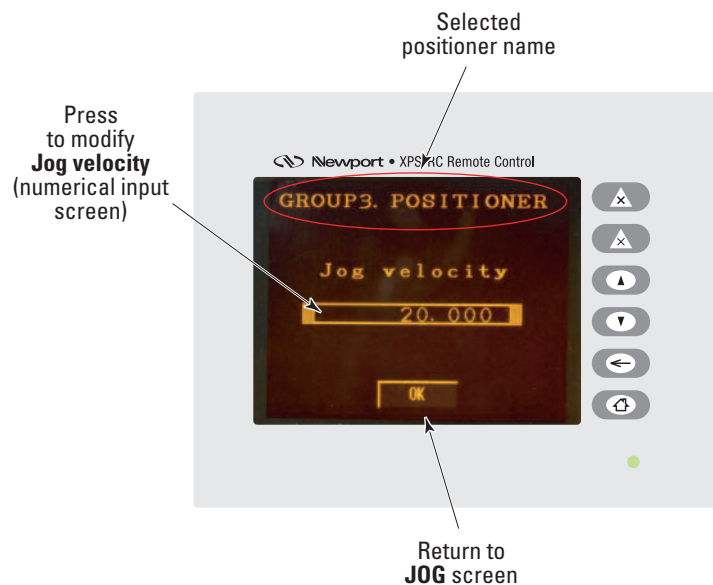 Selected
positioner name
Press
to modify
Jog velocity
(numerical input
screen)
Newport • XPS-RC Remote Control
GROUP3. POSITIONER
Jog velocity
20.000
OK
Return to
JOG screen